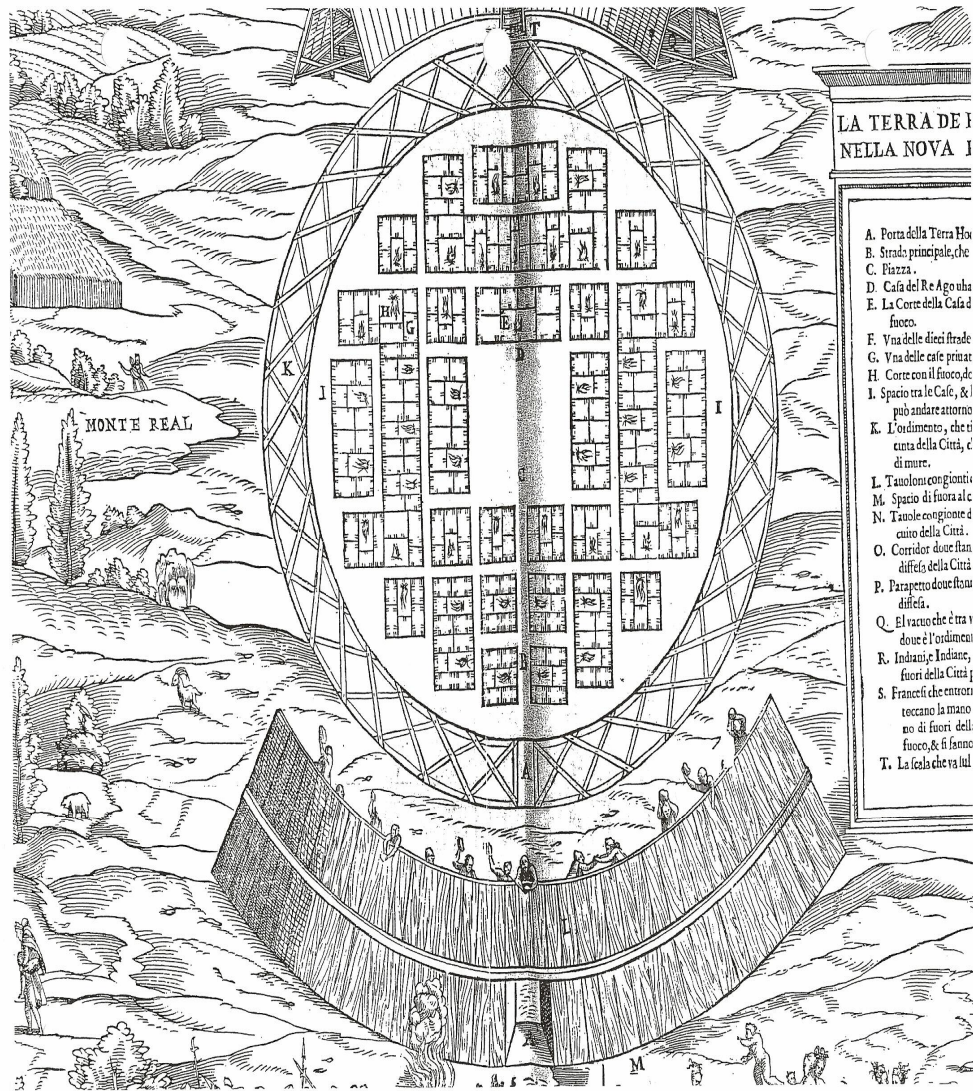 T
LA TERRA DE
NELLA NOVA
A. Porta della Terra Ho
B. Strada principale, che
C. Piazza.
D. Casa del Re Agouha
E. La Corte della Casa d
fuoco.
F. Vna delle dieci strade
G. Vna delle case priuat
H. Corte con il fuoco, do
I. Spacio tra le Case, &
può andare attorno
K. L'ordimento, che ti
cinta della Città, c
di mure.
L. Tauoloni congionti
M. Spacio di fuora al c
N. Tauole congionte d
cuito della Città.
O. Corridor doue stan
diffesa della Città
P. Parapetto doue stann
diffesa.
Q. El vacuo che è tra
doue è l'ordiment
R. Indiani, e Indiane,
fuori della Città p
S. Francesi che entror
toccano la mano
no di fuori dell
fuoco, & si fanno
T. La scala che va sul
H
G
E
D
K
I
I
MONTE REAL
C
B
A
L
A
M